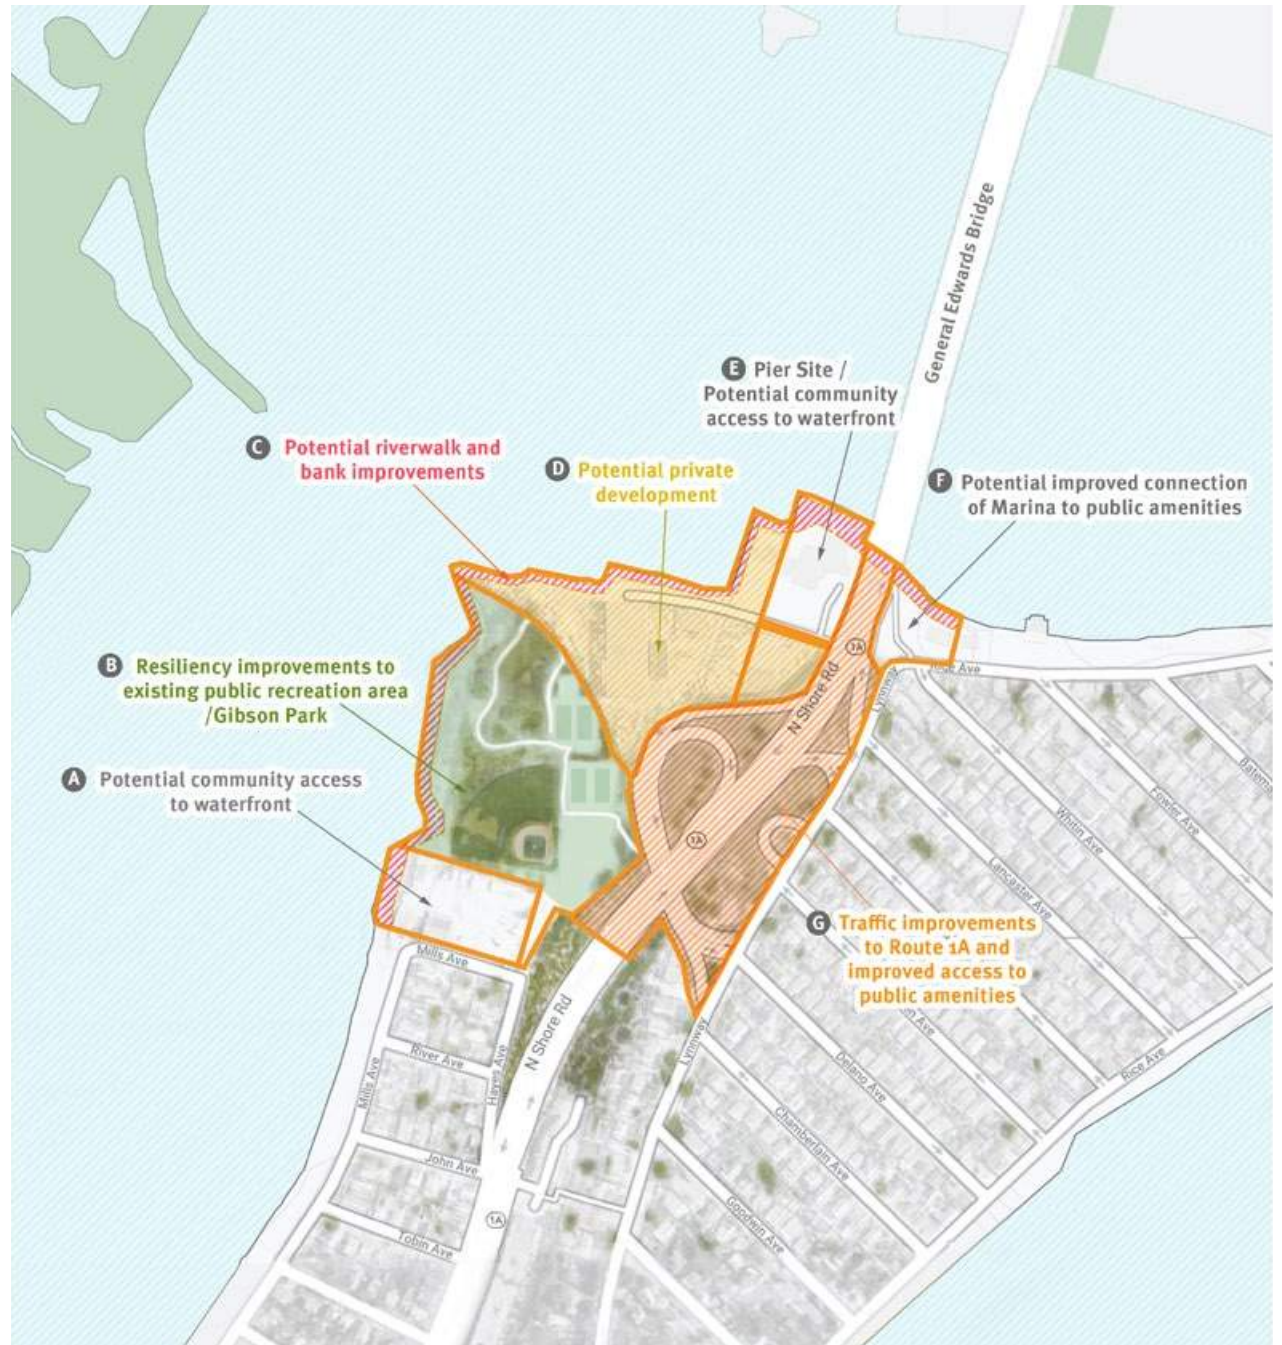 General Edwards Bridge
E Pier Site /
Potential community
access to waterfront
C Potential riverwalk and
bank improvements
D Potential private
development
F Potential improved connection
of Marina to public amenities
B Resiliency improvements to
existing public recreation area
/Gibson Park
A Potential community access
to waterfront
G Traffic improvements
to Route 1A and
improved access to
public amenities
1A
N Shore Rd
Lynnway
Ave
1A
Bateman
Fowler Ave
Whitin Ave
Lancaster Ave
Ave
Mills Ave
N Shore Rd
Lynnway
River Ave
Hayes Ave
Mills Ave
Delano Ave
Rice Ave
Chamberlain Ave
John Ave
Goodwin Ave
1A
Tobin Ave